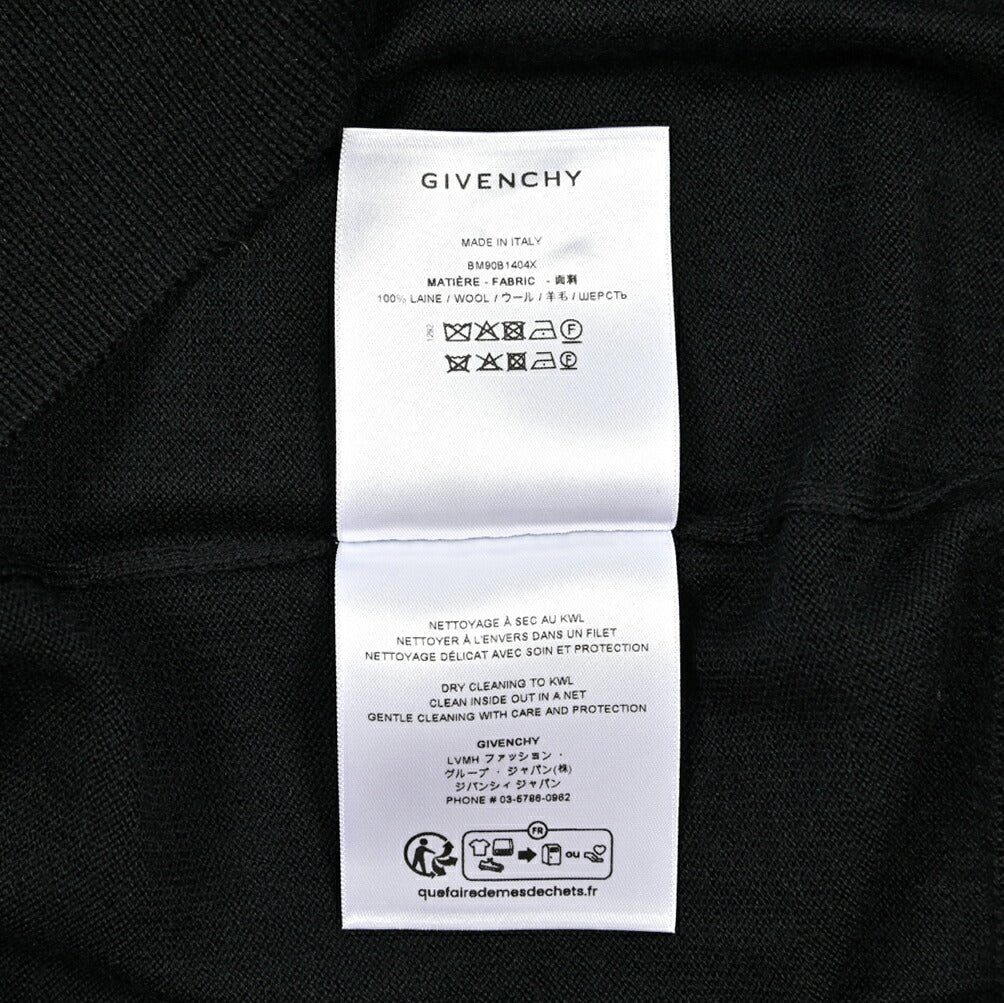 GIVENCHY
MADE IN ITALY
BM90B1404X
MATIÈRE - FABRIC - 面料
100% LAINE / WOOL / ウール / 羊毛 / ШЕРСТЬ
1292
F
F
NETTOYAGE À SEC AU KWL
NETTOYER À L'ENVERS DANS UN FILET
NETTOYAGE DÉLICAT AVEC SOIN ET PROTECTION
DRY CLEANING TO KWL
CLEAN INSIDE OUT IN A NET
GENTLE CLEANING WITH CARE AND PROTECTION
GIVENCHY
LVMH ファッション ・
グループ ・ ジャパン(株)
ジバンシィ ジャパン
PHONE # 03-5786-0962
FR
ou
quefairedemesdechets.fr